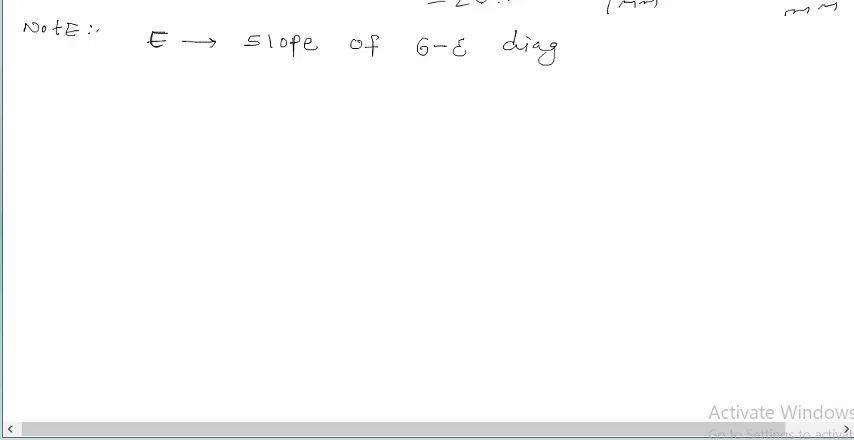 NotE:-
E → slope of σ-ε diag
Activate Windows